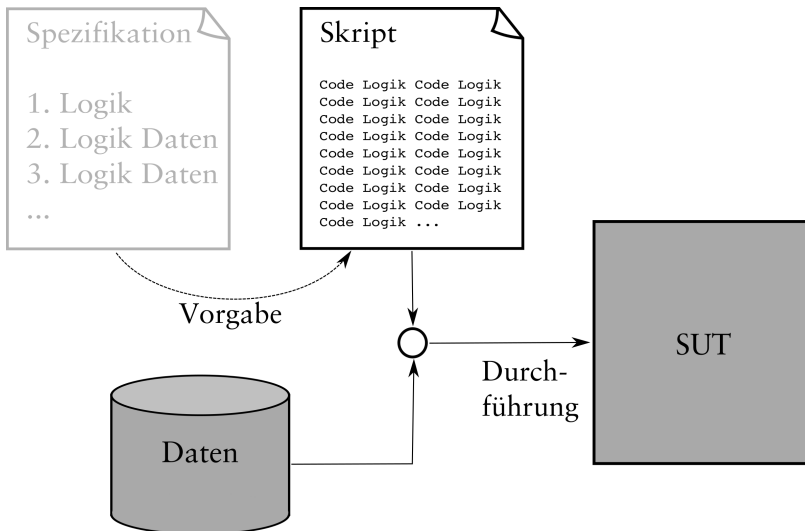 Spezifikation
1. Logik
2. Logik Daten
3. Logik Daten
...
Skript
Code Logik Code Logik
Code Logik Code Logik
Code Logik Code Logik
Code Logik Code Logik
Code Logik Code Logik
Code Logik Code Logik
Code Logik Code Logik
Code Logik Code Logik
Code Logik ...
Vorgabe
Daten
Durch-
führung
SUT